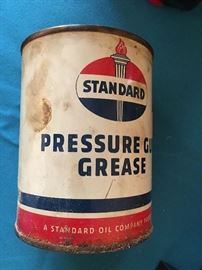 STANDARD
PRESSURE GU
GREASE
A STANDARD OIL COMPANY